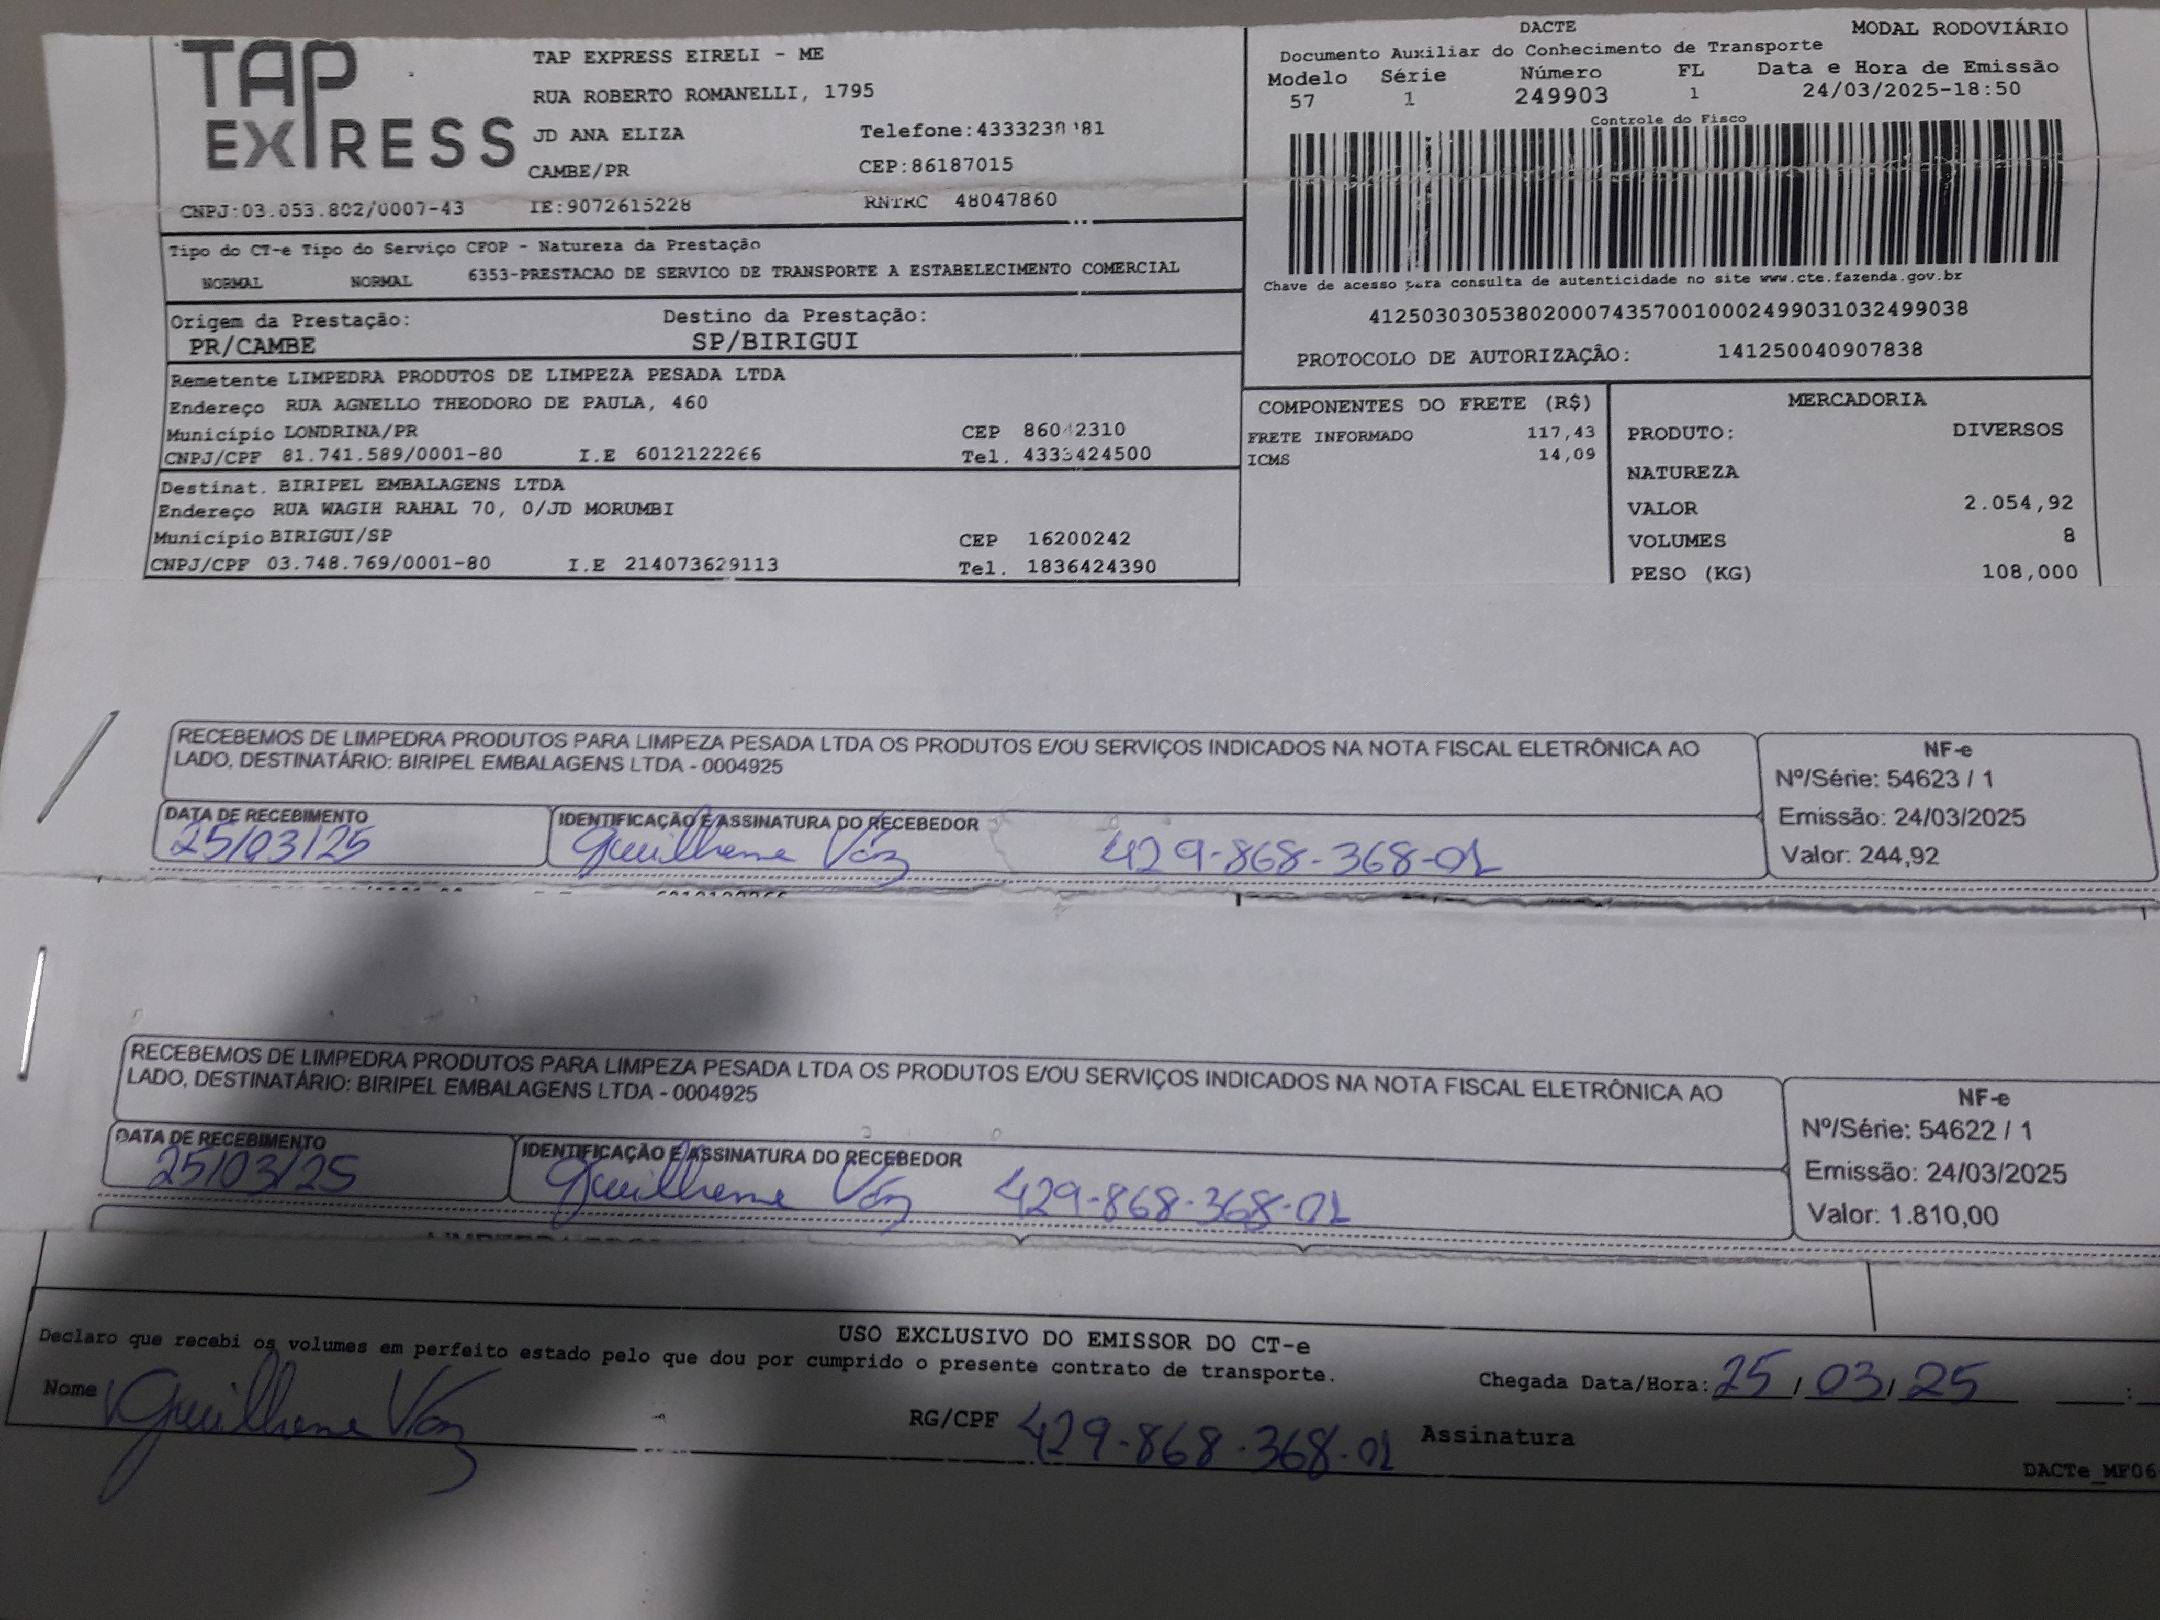 TAP EXPRESS
TAP EXPRESS EIRELI - ME
RUA ROBERTO ROMANELLI, 1795
JD ANA ELIZA
CAMBE/PR CEP:86187015
CNPJ:03.053.802/0007-43 IE:9072615228 RNTRC 48047860
DACTE MODAL RODOVIÁRIO
Documento Auxiliar do Conhecimento de Transporte
Modelo Série Número FL Data e Hora de Emissão
57 1 249903 1 24/03/2025-18:50
Controle do Fisco
Chave de acesso para consulta de autenticidade no site www.cte.fazenda.gov.br
41250303053802000743570010002499031032499038
PROTOCOLO DE AUTORIZAÇÃO: 141250040907838
Tipo do CT-e Tipo do Serviço CFOP - Natureza da Prestação
NORMAL NORMAL 6353-PRESTACAO DE SERVICO DE TRANSPORTE A ESTABELECIMENTO COMERCIAL
Origem da Prestação: Destino da Prestação:
PR/CAMBE SP/BIRIGUI
Remetente LIMPEDRA PRODUTOS DE LIMPEZA PESADA LTDA
Endereço RUA AGNELLO THEODORO DE PAULA, 460
Município LONDRINA/PR CEP 86042310
CNPJ/CPF 81.741.589/0001-80 I.E 6012122266 Tel. 4333424500
Destinat. BIRIPEL EMBALAGENS LTDA
Endereço RUA WAGIH RAHAL 70, 0/JD MORUMBI
Município BIRIGUI/SP CEP 16200242
CNPJ/CPF 03.748.769/0001-80 I.E 214073629113 Tel. 1836424390
COMPONENTES DO FRETE (R$)
FRETE INFORMADO 117,43
ICMS 14,09
MERCADORIA
PRODUTO: DIVERSOS
NATUREZA
VALOR 2.054,92
VOLUMES 8
PESO (KG) 108,000
RECEBEMOS DE LIMPEDRA PRODUTOS PARA LIMPEZA PESADA LTDA OS PRODUTOS E/OU SERVIÇOS INDICADOS NA NOTA FISCAL ELETRÔNICA AO
LADO, DESTINATÁRIO: BIRIPEL EMBALAGENS LTDA - 0004925
DATA DE RECEBIMENTO IDENTIFICAÇÃO E ASSINATURA DO RECEBEDOR
25/03/25 Guilherme Vaz 429-868-368-01
NF-e
Nº/Série: 54623 / 1
Emissão: 24/03/2025
Valor: 244,92
RECEBEMOS DE LIMPEDRA PRODUTOS PARA LIMPEZA PESADA LTDA OS PRODUTOS E/OU SERVIÇOS INDICADOS NA NOTA FISCAL ELETRÔNICA AO
LADO, DESTINATÁRIO: BIRIPEL EMBALAGENS LTDA - 0004925
DATA DE RECEBIMENTO IDENTIFICAÇÃO E ASSINATURA DO RECEBEDOR
25/03/25 Guilherme Vaz 429-868-368-01
NF-e
Nº/Série: 54622 / 1
Emissão: 24/03/2025
Valor: 1.810,00
USO EXCLUSIVO DO EMISSOR DO CT-e
Declaro que recebi os volumes em perfeito estado pelo que dou por cumprido o presente contrato de transporte.
Chegada Data/Hora: 25/03/25 :
Nome Guilherme Vaz RG/CPF 429-868-368-01 Assinatura
DACTe_MF06